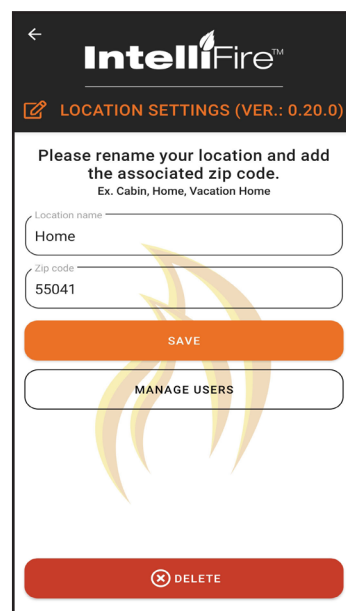 IntelliFire™
LOCATION SETTINGS (VER.: 0.20.0)
Please rename your location and add
the associated zip code.
Ex. Cabin, Home, Vacation Home
Location name
Home
Zip code
55041
SAVE
MANAGE USERS
DELETE